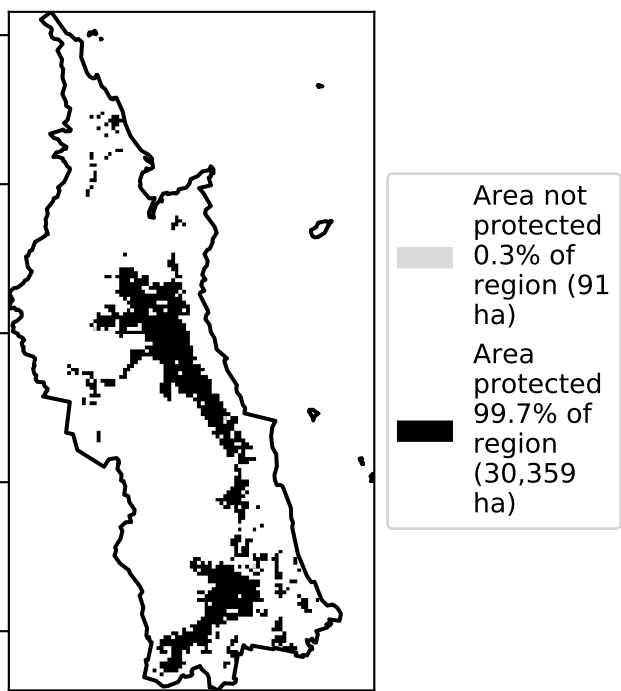 Area not
protected
0.3% of
region (91
ha)
Area
protected
99.7% of
region
(30,359
ha)